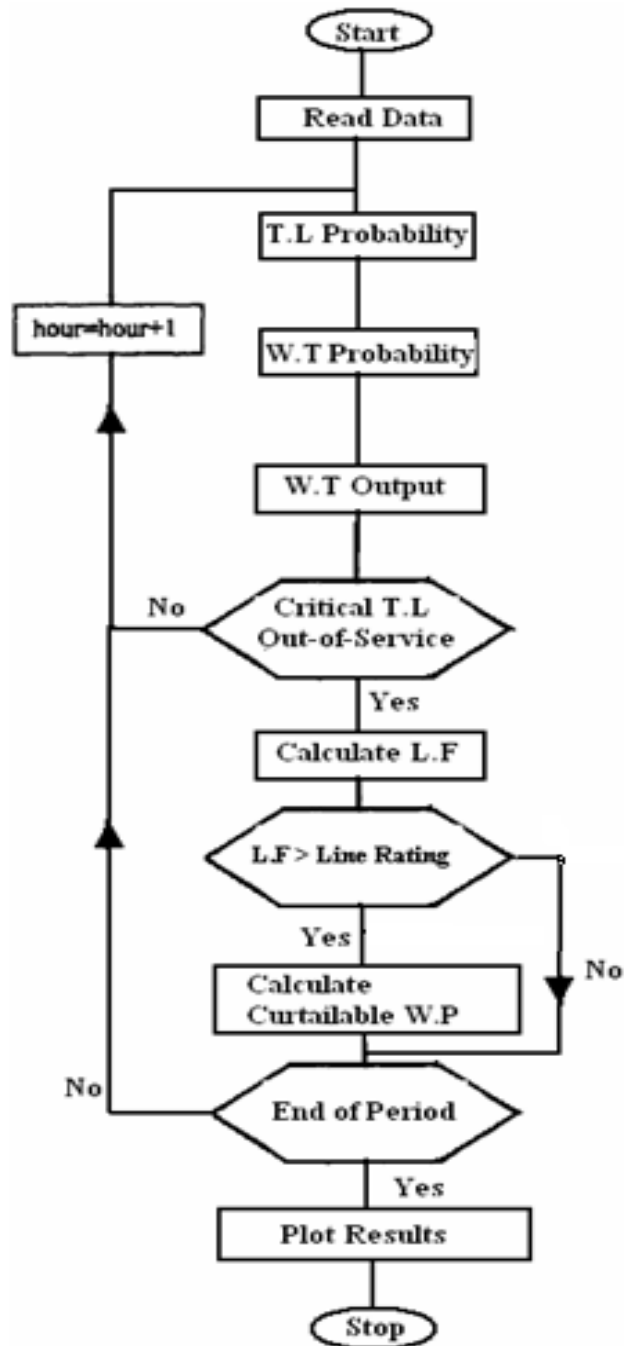 Start
Read Data
T.L Probability
hour=hour+1
W.T Probability
W.T Output
No
Critical T.L
Out-of-Service
Yes
Calculate L.F
L.F > Line Rating
Yes
No
Calculate
Curtailable W.P
No
End of Period
Yes
Plot Results
Stop